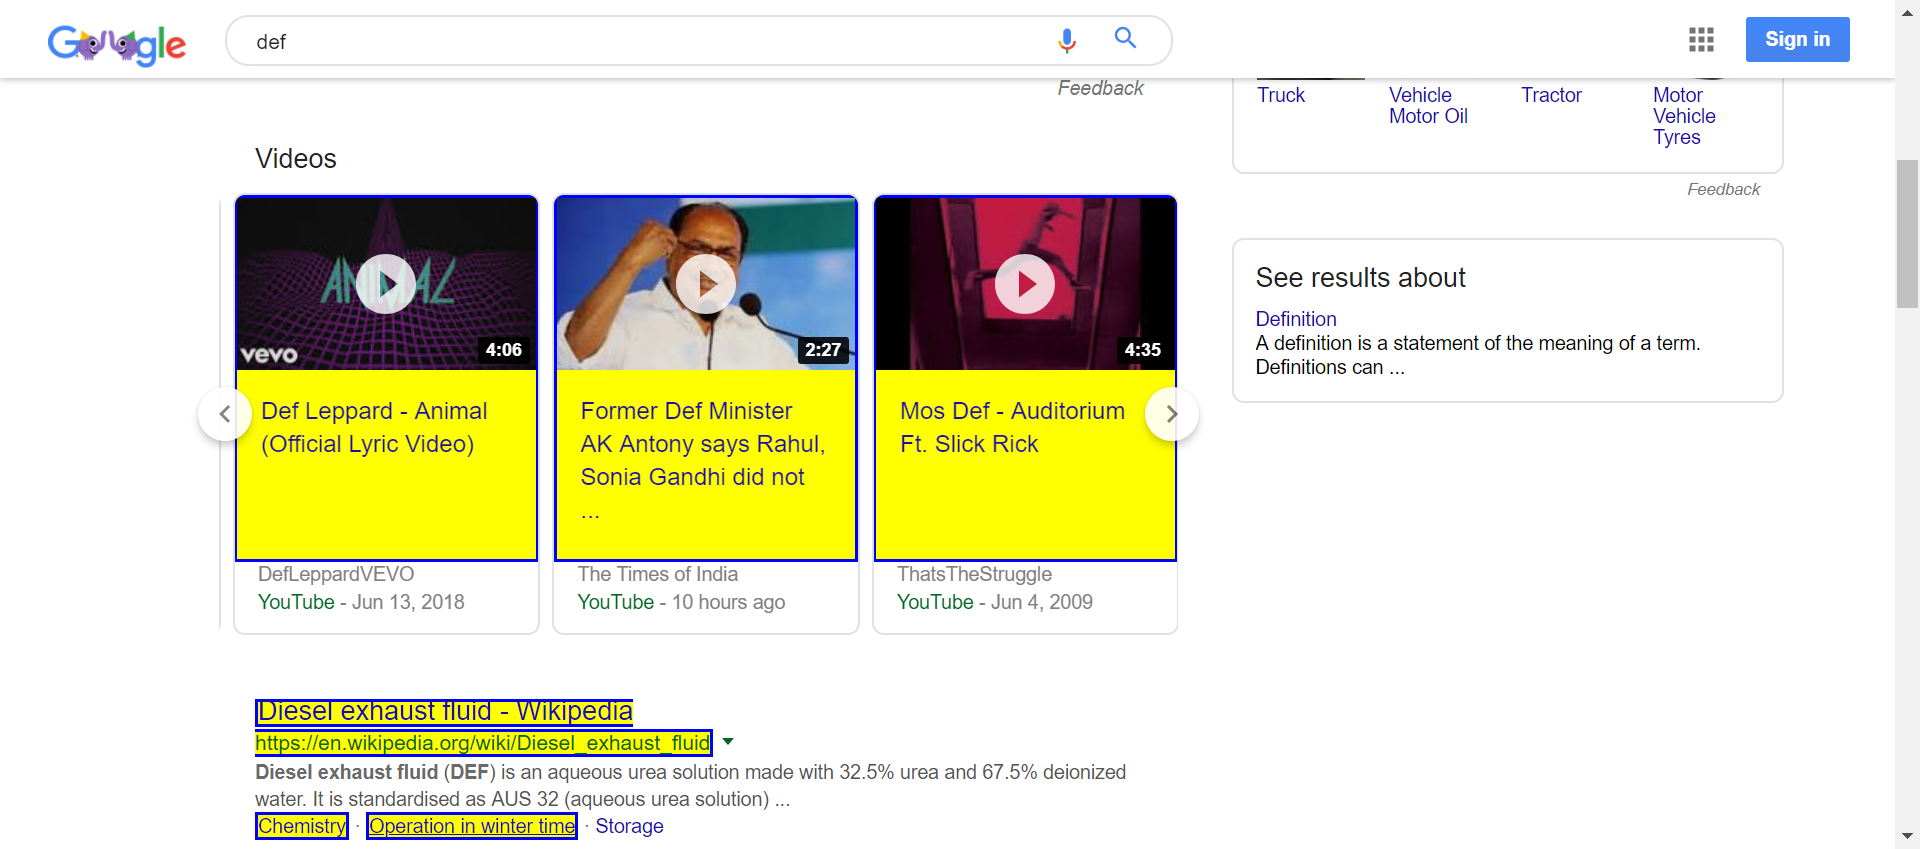 Google
def
Sign in
Feedback
Truck
Vehicle
Motor Oil
Tractor
Motor
Vehicle
Tyres
Feedback
Videos
ANIMAL
vevo
4:06
2:27
4:35
Def Leppard - Animal
(Official Lyric Video)
DefLeppardVEVO
YouTube - Jun 13, 2018
Former Def Minister
AK Antony says Rahul,
Sonia Gandhi did not
...
The Times of India
YouTube - 10 hours ago
Mos Def - Auditorium
Ft. Slick Rick
ThatsTheStruggle
YouTube - Jun 4, 2009
See results about
Definition
A definition is a statement of the meaning of a term.
Definitions can ...
Diesel exhaust fluid - Wikipedia
https://en.wikipedia.org/wiki/Diesel_exhaust_fluid
Diesel exhaust fluid (DEF) is an aqueous urea solution made with 32.5% urea and 67.5% deionized
water. It is standardised as AUS 32 (aqueous urea solution) ...
Chemistry · Operation in winter time · Storage